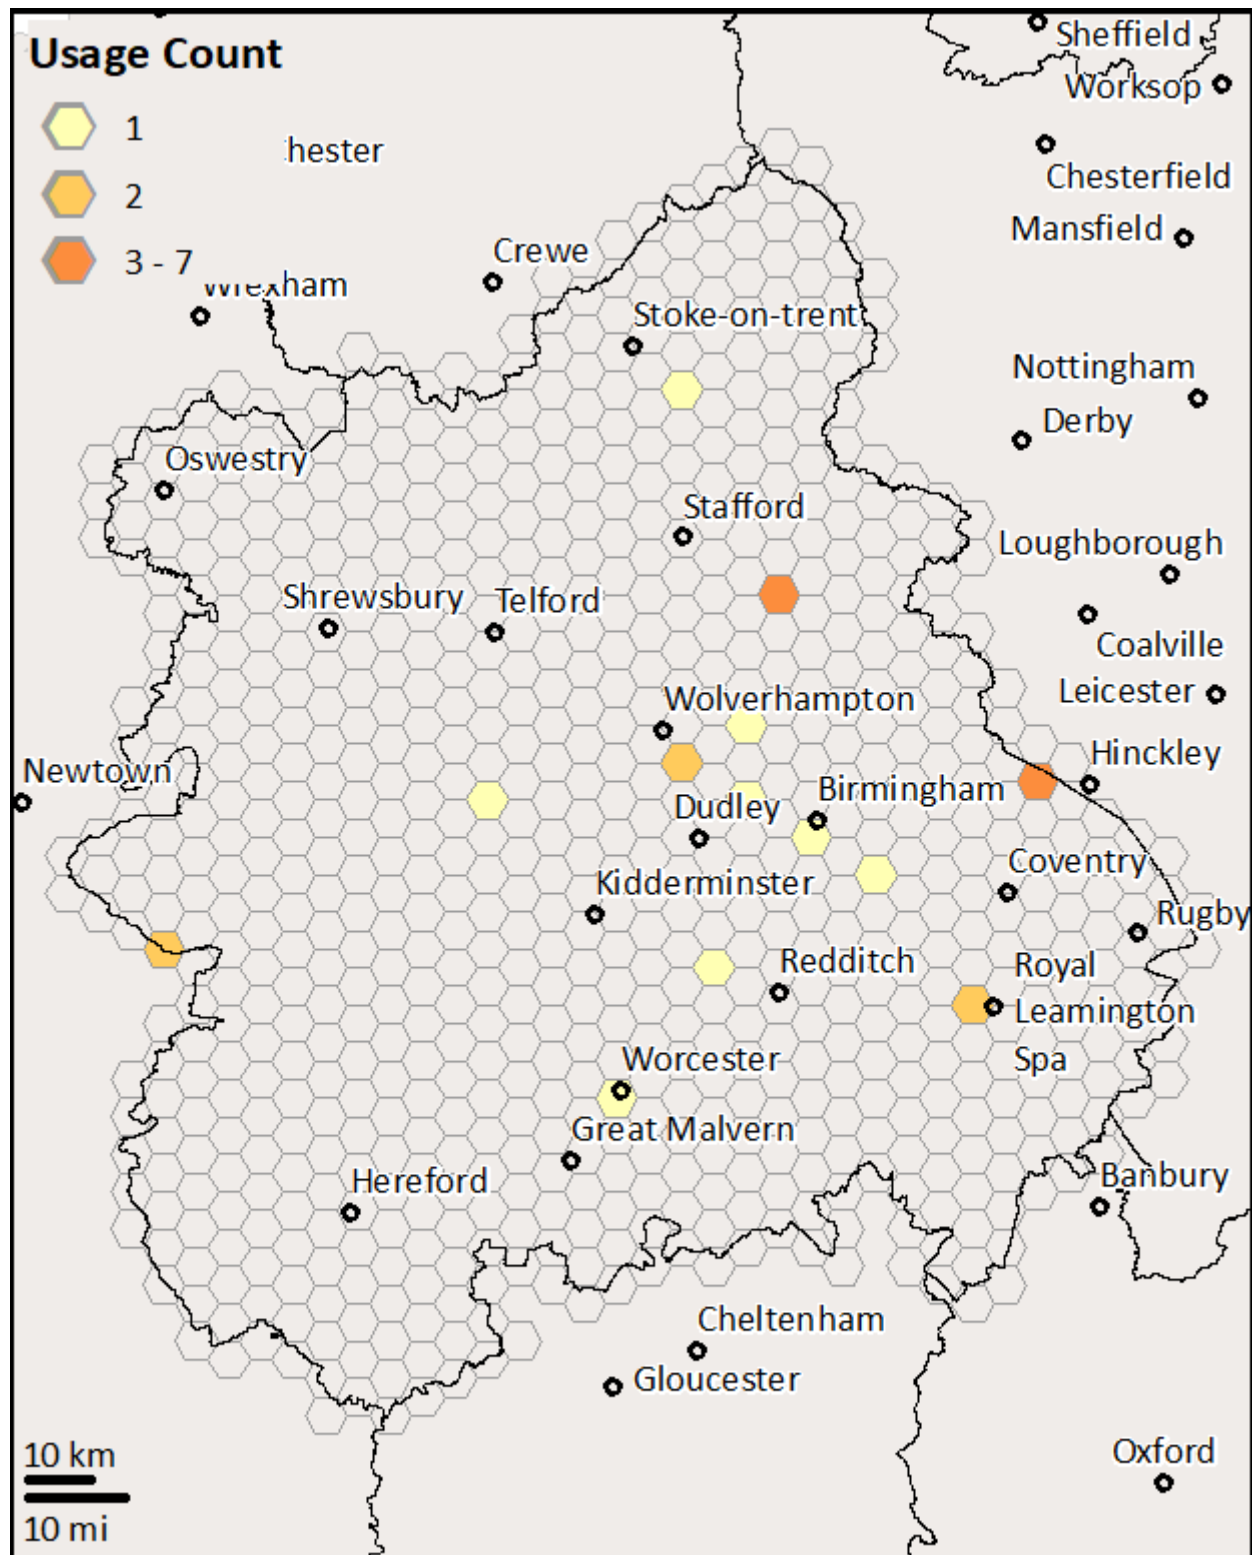 Usage Count
1
2
3 - 7
Sheffield
Worksop
hester
Chesterfield
Mansfield
Crewe
Wrexham
Stoke-on-trent
Nottingham
Derby
Oswestry
Stafford
Loughborough
Shrewsbury
Telford
Coalville
Leicester
Wolverhampton
Hinckley
Newtown
Birmingham
Dudley
Coventry
Kidderminster
Rugby
Redditch
Royal
Leamington
Spa
Worcester
Great Malvern
Hereford
Banbury
Cheltenham
Gloucester
Oxford
10 km
10 mi